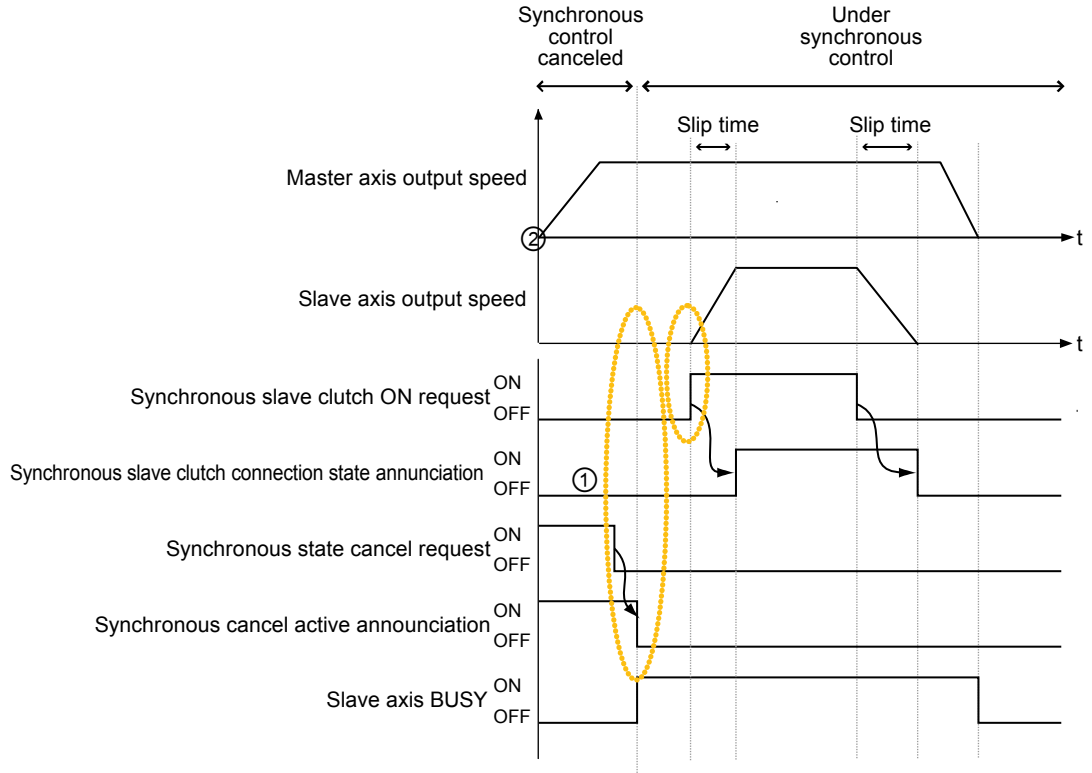 Synchronous
control
canceled
Under
synchronous
control
Slip time
Slip time
Master axis output speed
②
t
Slave axis output speed
t
Synchronous slave clutch ON request
ON
OFF
Synchronous slave clutch connection state annunciation
ON
OFF
①
Synchronous state cancel request
ON
OFF
Synchronous cancel active announciation
ON
OFF
Slave axis BUSY
ON
OFF